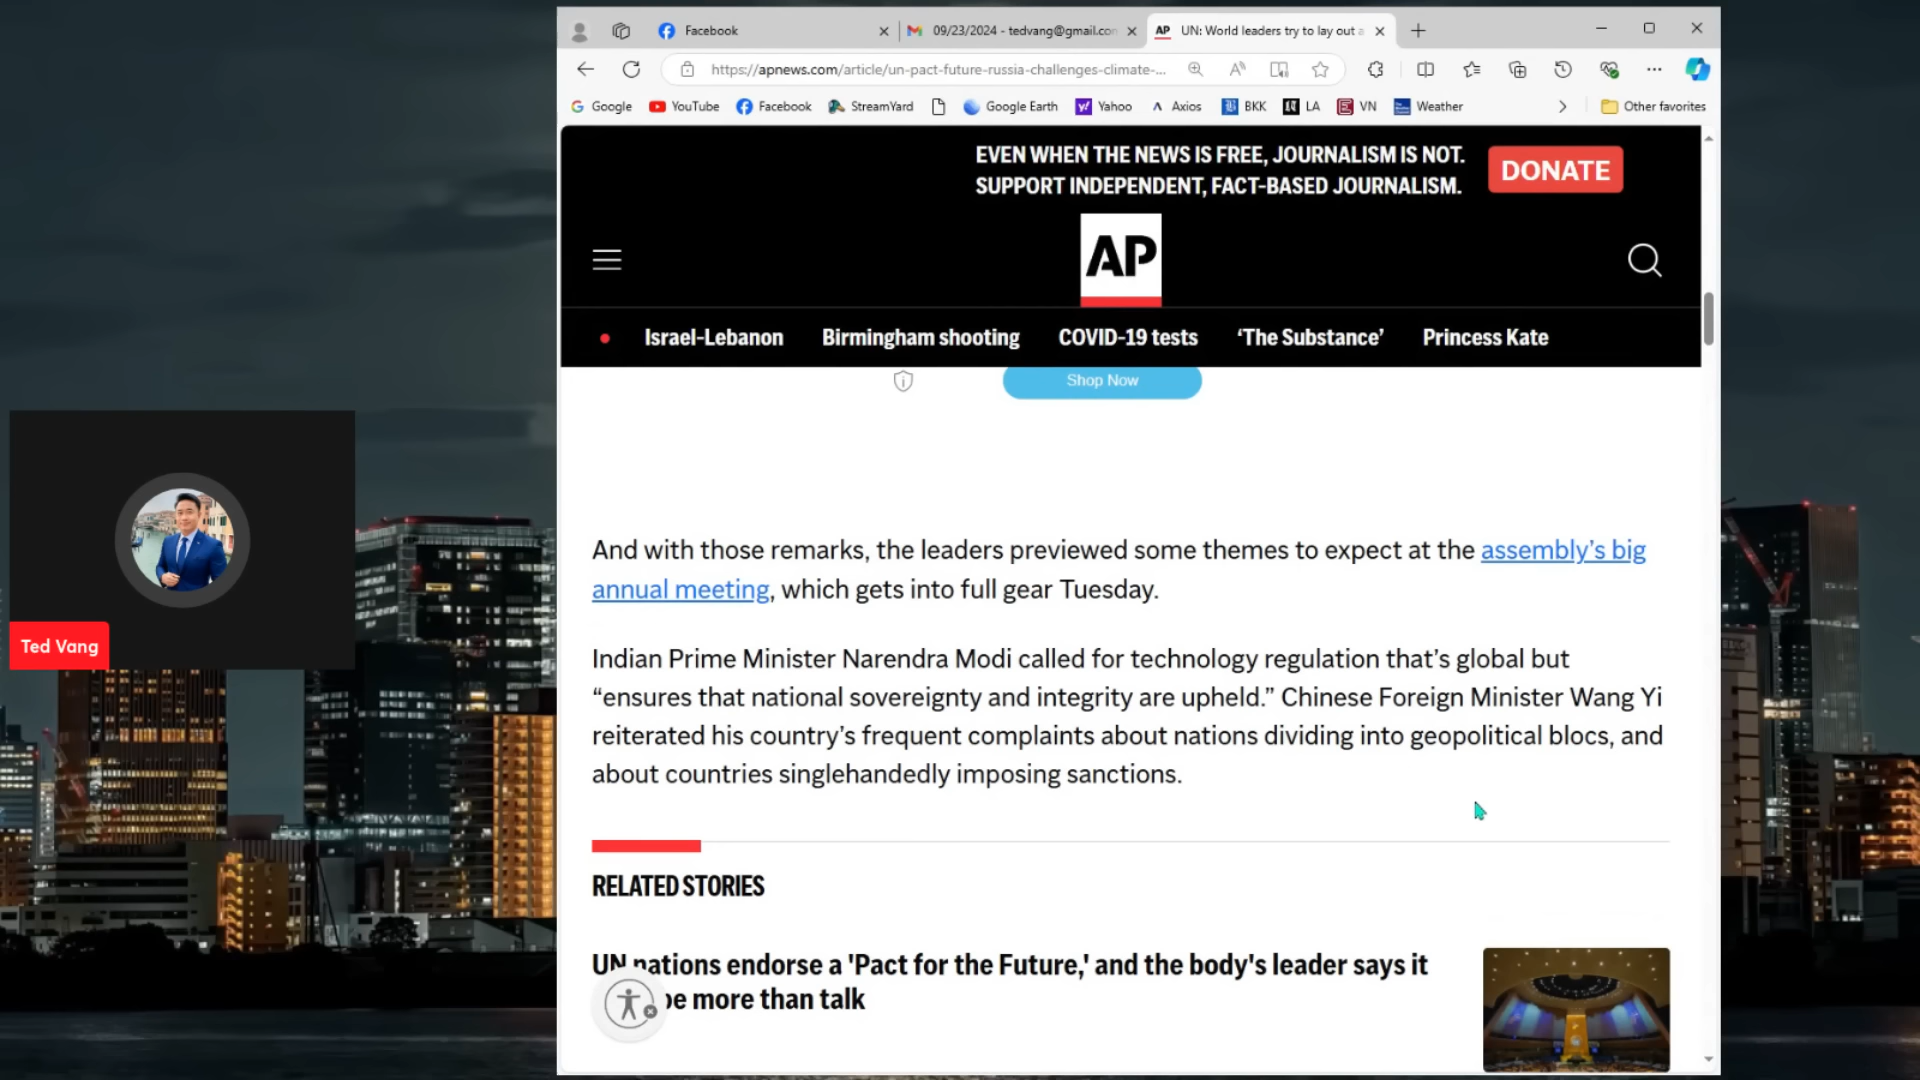 Facebook
09/23/2024 - tedvang@gmail.con
AP UN: World leaders try to lay out a
https://apnews.com/article/un-pact-future-russia-challenges-climate-...
Google YouTube Facebook StreamYard Google Earth Yahoo Axios BKK LA VN Weather Other favorites
EVEN WHEN THE NEWS IS FREE, JOURNALISM IS NOT.
SUPPORT INDEPENDENT, FACT-BASED JOURNALISM.
DONATE
AP
Israel-Lebanon Birmingham shooting COVID-19 tests ‘The Substance’ Princess Kate
Shop Now
And with those remarks, the leaders previewed some themes to expect at the assembly’s big
annual meeting, which gets into full gear Tuesday.
Indian Prime Minister Narendra Modi called for technology regulation that’s global but
“ensures that national sovereignty and integrity are upheld.” Chinese Foreign Minister Wang Yi
reiterated his country’s frequent complaints about nations dividing into geopolitical blocs, and
about countries singlehandedly imposing sanctions.
RELATED STORIES
UN nations endorse a 'Pact for the Future,' and the body's leader says it
be more than talk
Ted Vang